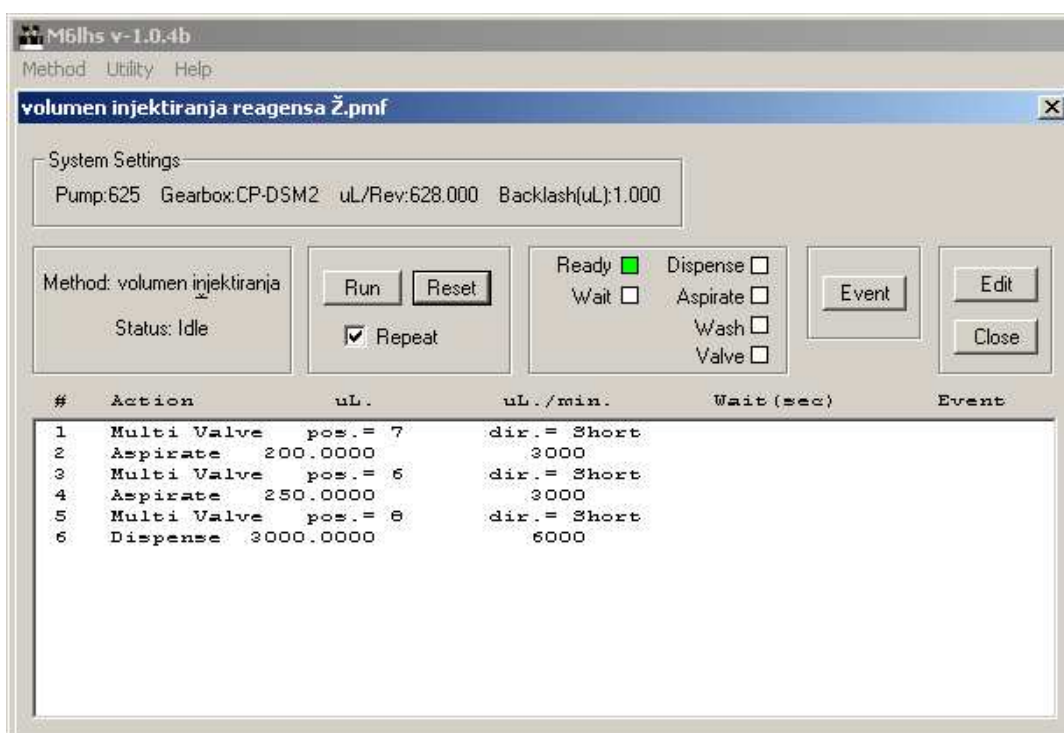 M6lhs v-1.0.4b
Method Utility Help
volumen injektiranja reagensa Ž.pmf
System Settings
Pump:625 Gearbox:CP-DSM2 uL/Rev:628.000 Backlash(uL):1.000
Method: volumen injektiranja
Status: Idle
Run Reset
Repeat
Ready Dispense
Wait Aspirate
Wash
Valve
Event
Edit
Close
# Action uL. uL./min. Wait(sec) Event
1 Multi Valve pos.= 7 dir.= Short
2 Aspirate 200.0000 3000
3 Multi Valve pos.= 6 dir.= Short
4 Aspirate 250.0000 3000
5 Multi Valve pos.= 8 dir.= Short
6 Dispense 3000.0000 6000